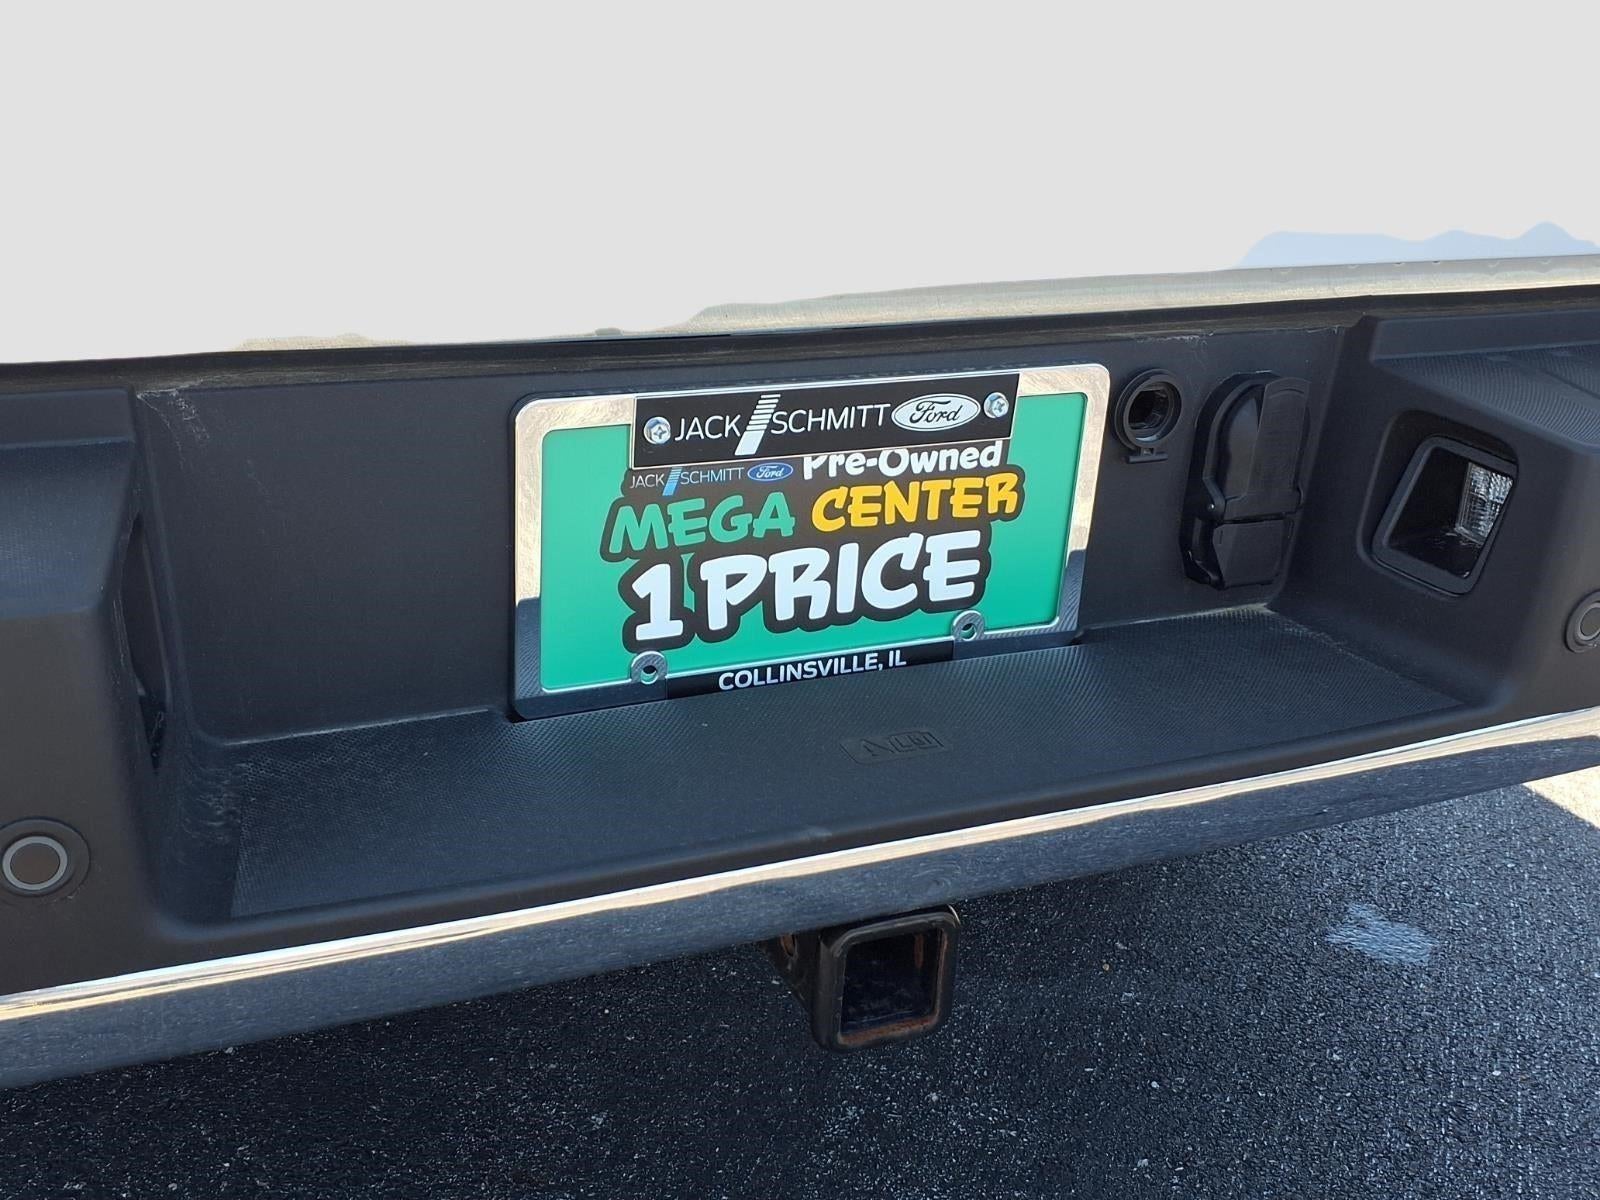 JACK SCHMITT Ford
JACK SCHMITT Ford Pre-Owned
MEGA CENTER
1 PRICE
COLLINSVILLE, IL